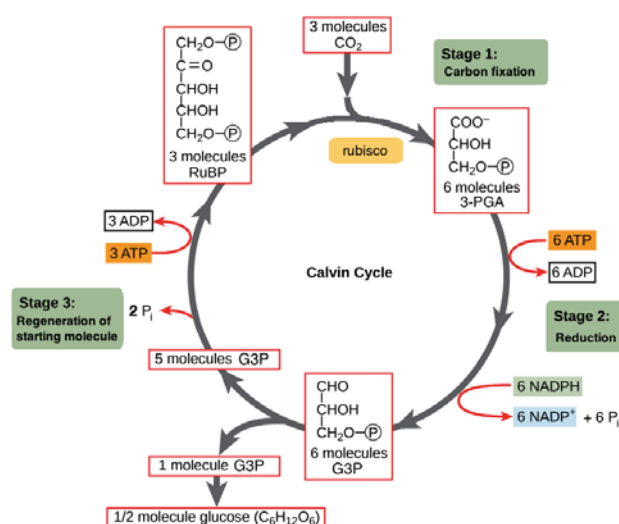 3 molecules
CO₂
Stage 1:
Carbon fixation
CH₂O–Ⓟ
C=O
CHOH
CHOH
CH₂O–Ⓟ
3 molecules
RuBP
rubisco
COO⁻
CHOH
CH₂O–Ⓟ
6 molecules
3-PGA
3 ADP
3 ATP
6 ATP
6 ADP
Calvin Cycle
Stage 3:
Regeneration of
starting molecule
2 Pᵢ
Stage 2:
Reduction
5 molecules G3P
CHO
CHOH
CH₂O–Ⓟ
6 molecules
G3P
6 NADPH
6 NADP⁺ + 6 Pᵢ
1 molecule G3P
1/2 molecule glucose (C₆H₁₂O₆)